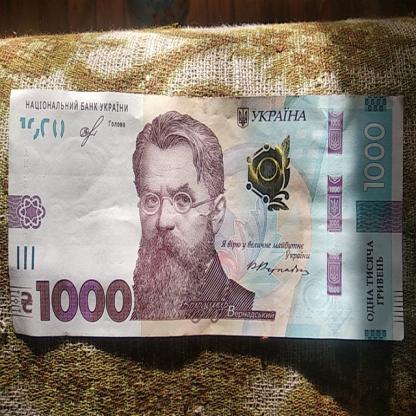 НАЦІОНАЛЬНИЙ БАНК УКРАЇНИ
Голова
УКРАЇНА
1000
Я вірю у велике майбутнє
України
Вернадський
₴1000
ОДНА ТИСЯЧА
ГРИВЕНЬ